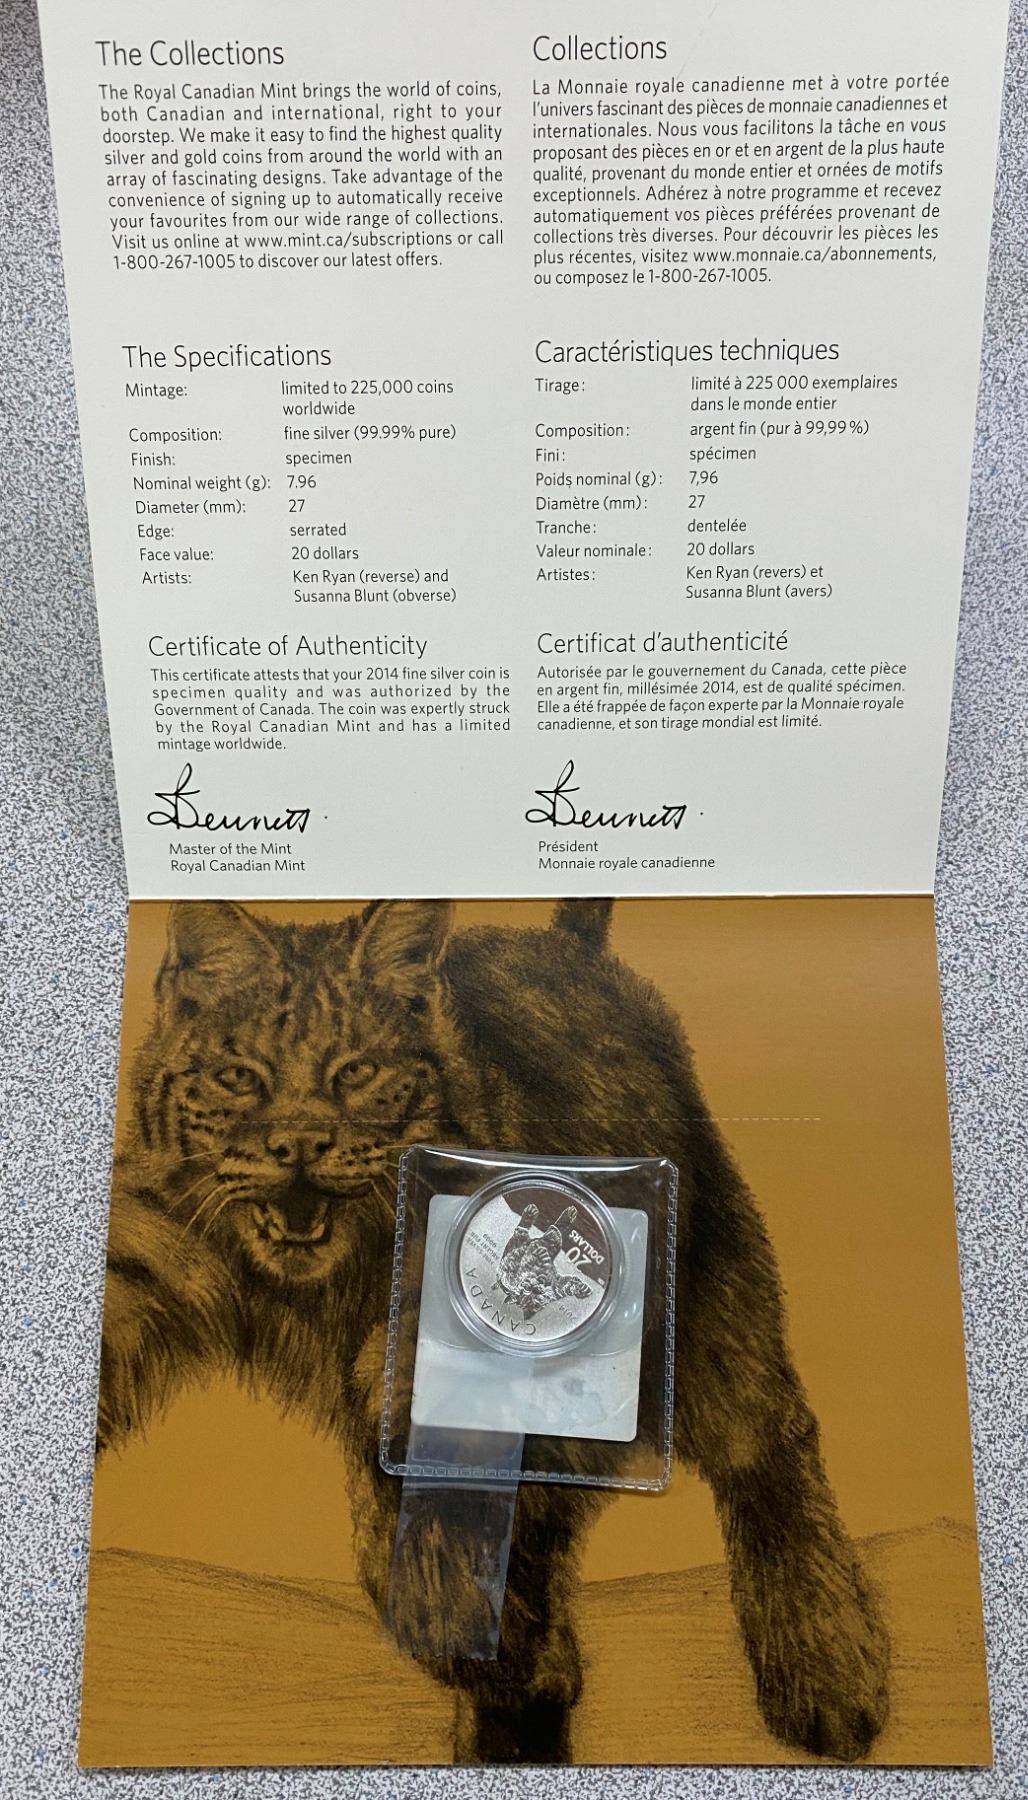 The Collections
The Royal Canadian Mint brings the world of coins,
both Canadian and international, right to your
doorstep. We make it easy to find the highest quality
silver and gold coins from around the world with an
array of fascinating designs. Take advantage of the
convenience of signing up to automatically receive
your favourites from our wide range of collections.
Visit us online at www.mint.ca/subscriptions or call
1-800-267-1005 to discover our latest offers.
Collections
La Monnaie royale canadienne met à votre portée
l'univers fascinant des pièces de monnaie canadiennes et
internationales. Nous vous facilitons la tâche en vous
proposant des pièces en or et en argent de la plus haute
qualité, provenant du monde entier et ornées de motifs
exceptionnels. Adhérez à notre programme et recevez
automatiquement vos pièces préférées provenant de
collections très diverses. Pour découvrir les pièces les
plus récentes, visitez www.monnaie.ca/abonnements,
ou composez le 1-800-267-1005.
The Specifications
Mintage: limited to 225,000 coins
worldwide
Composition: fine silver (99.99% pure)
Finish: specimen
Nominal weight (g): 7.96
Diameter (mm): 27
Edge: serrated
Face value: 20 dollars
Artists: Ken Ryan (reverse) and
Susanna Blunt (obverse)
Caractéristiques techniques
Tirage: limité à 225 000 exemplaires
dans le monde entier
Composition: argent fin (pur à 99,99 %)
Fini: spécimen
Poids nominal (g): 7,96
Diamètre (mm): 27
Tranche: dentelée
Valeur nominale: 20 dollars
Artistes: Ken Ryan (revers) et
Susanna Blunt (avers)
Certificate of Authenticity
This certificate attests that your 2014 fine silver coin is
specimen quality and was authorized by the
Government of Canada. The coin was expertly struck
by the Royal Canadian Mint and has a limited
mintage worldwide.
Bennett
Master of the Mint
Royal Canadian Mint
Certificat d'authenticité
Autorisée par le gouvernement du Canada, cette pièce
en argent fin, millésimée 2014, est de qualité spécimen.
Elle a été frappée de façon experte par la Monnaie royale
canadienne, et son tirage mondial est limité.
Bennett
Président
Monnaie royale canadienne
CANADA
20
DOLLARS